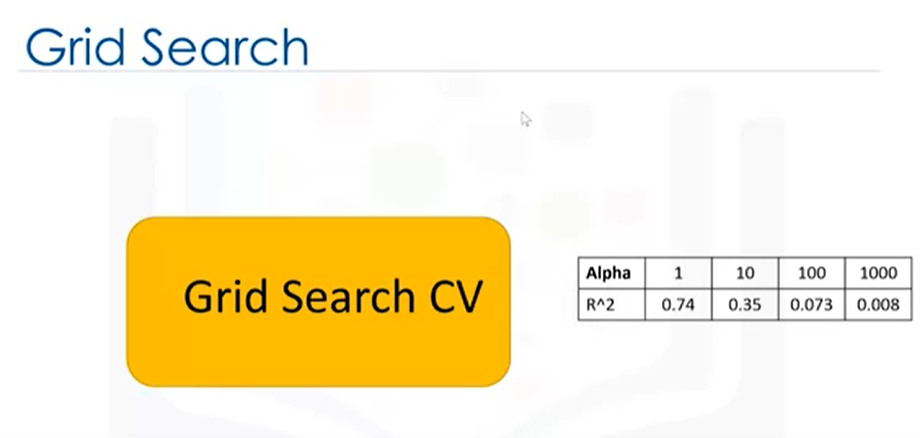 Grid Search
Grid Search CV
Alpha 1 10 100 1000
R^2 0.74 0.35 0.073 0.008